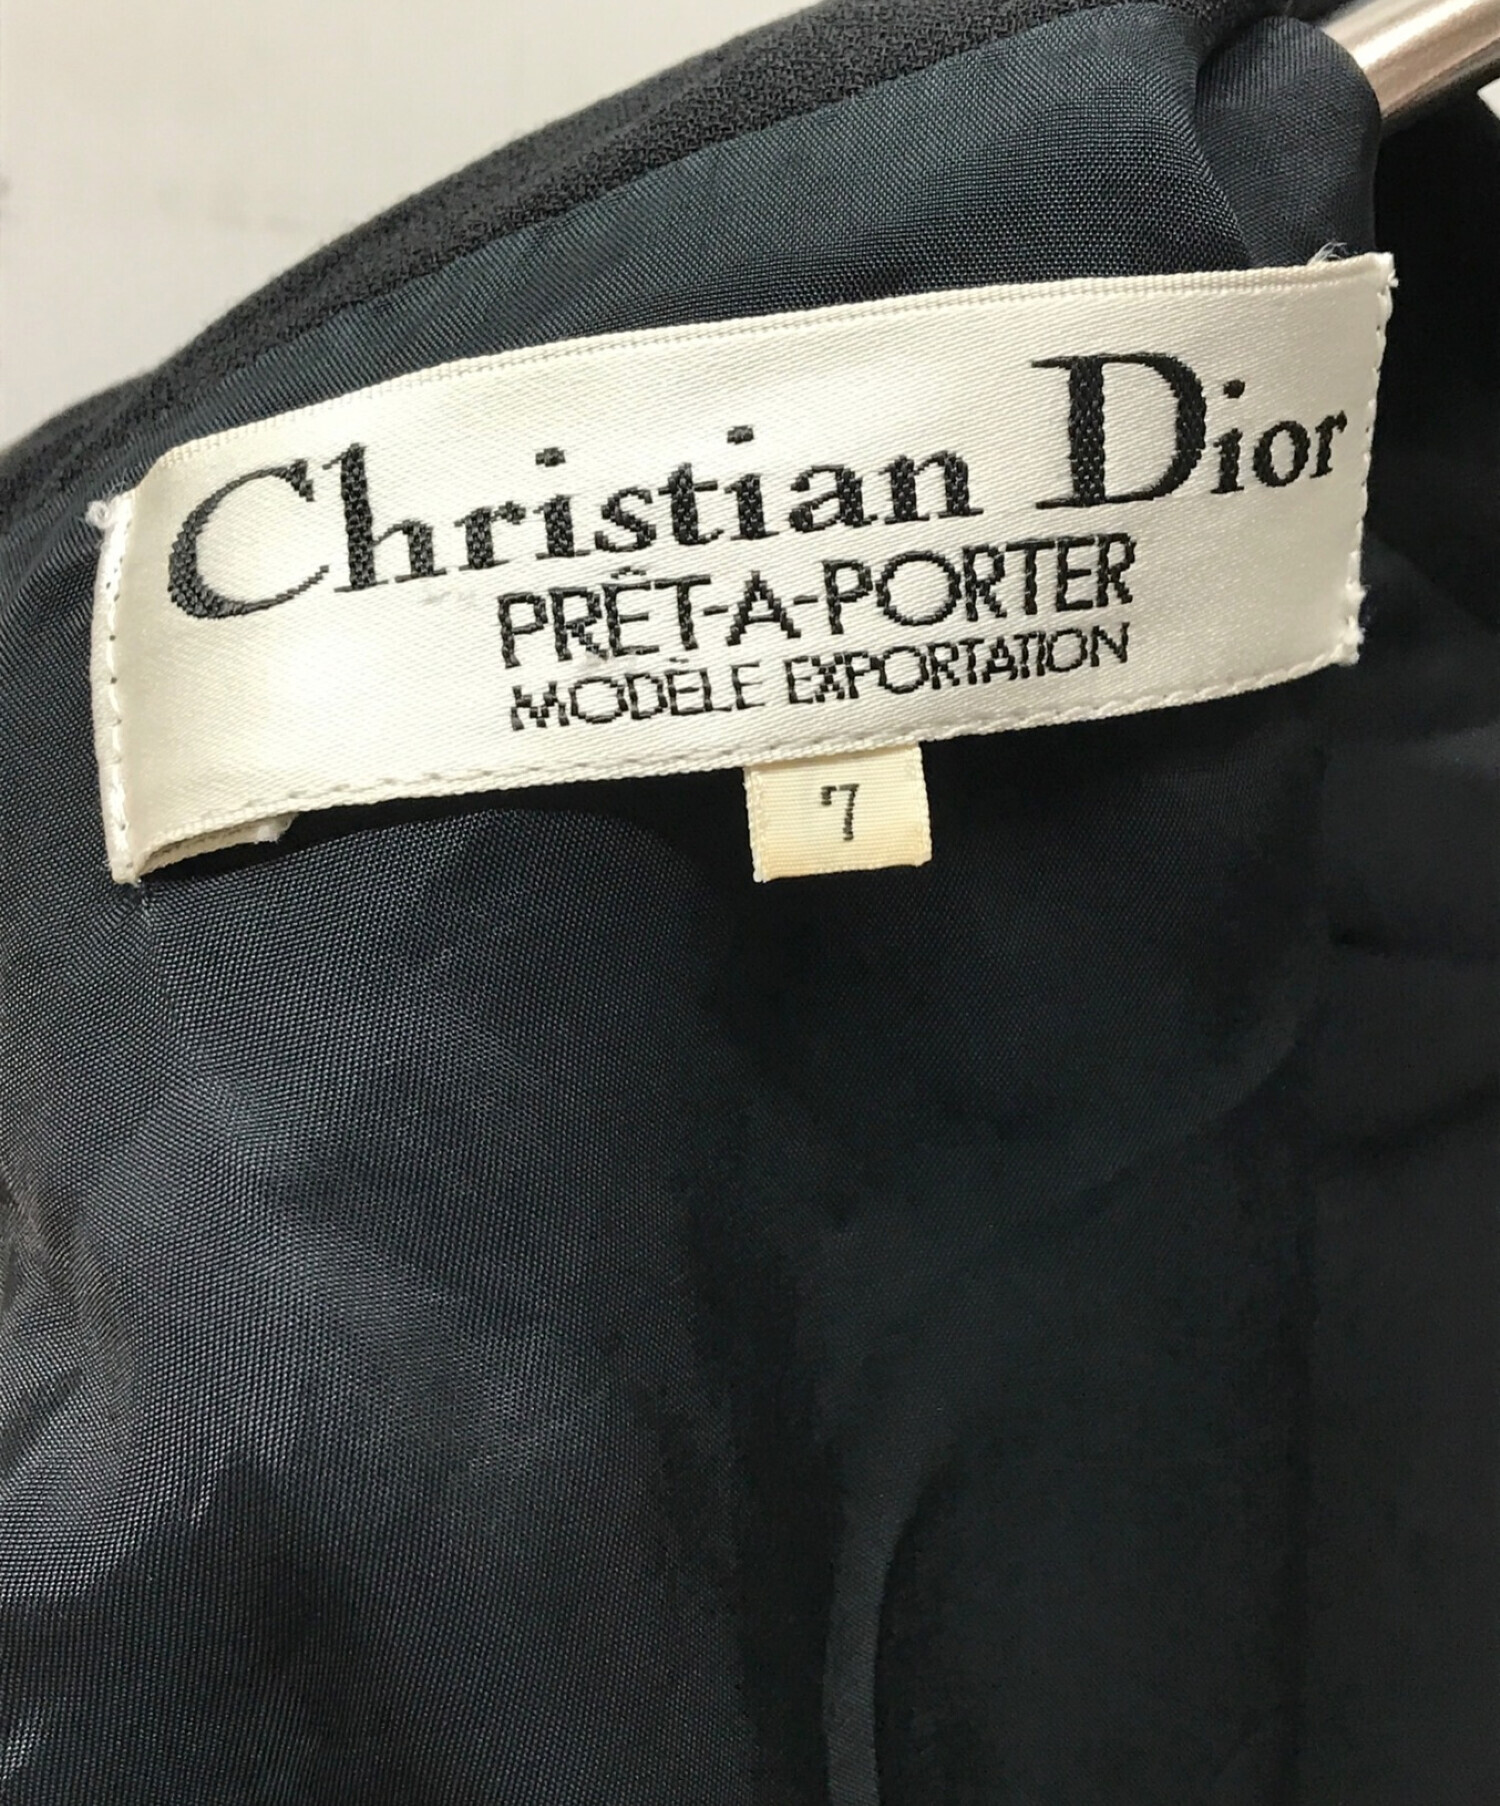 Christian Dior
PRÊT-A-PORTER
MODÈLE EXPORTATION
7